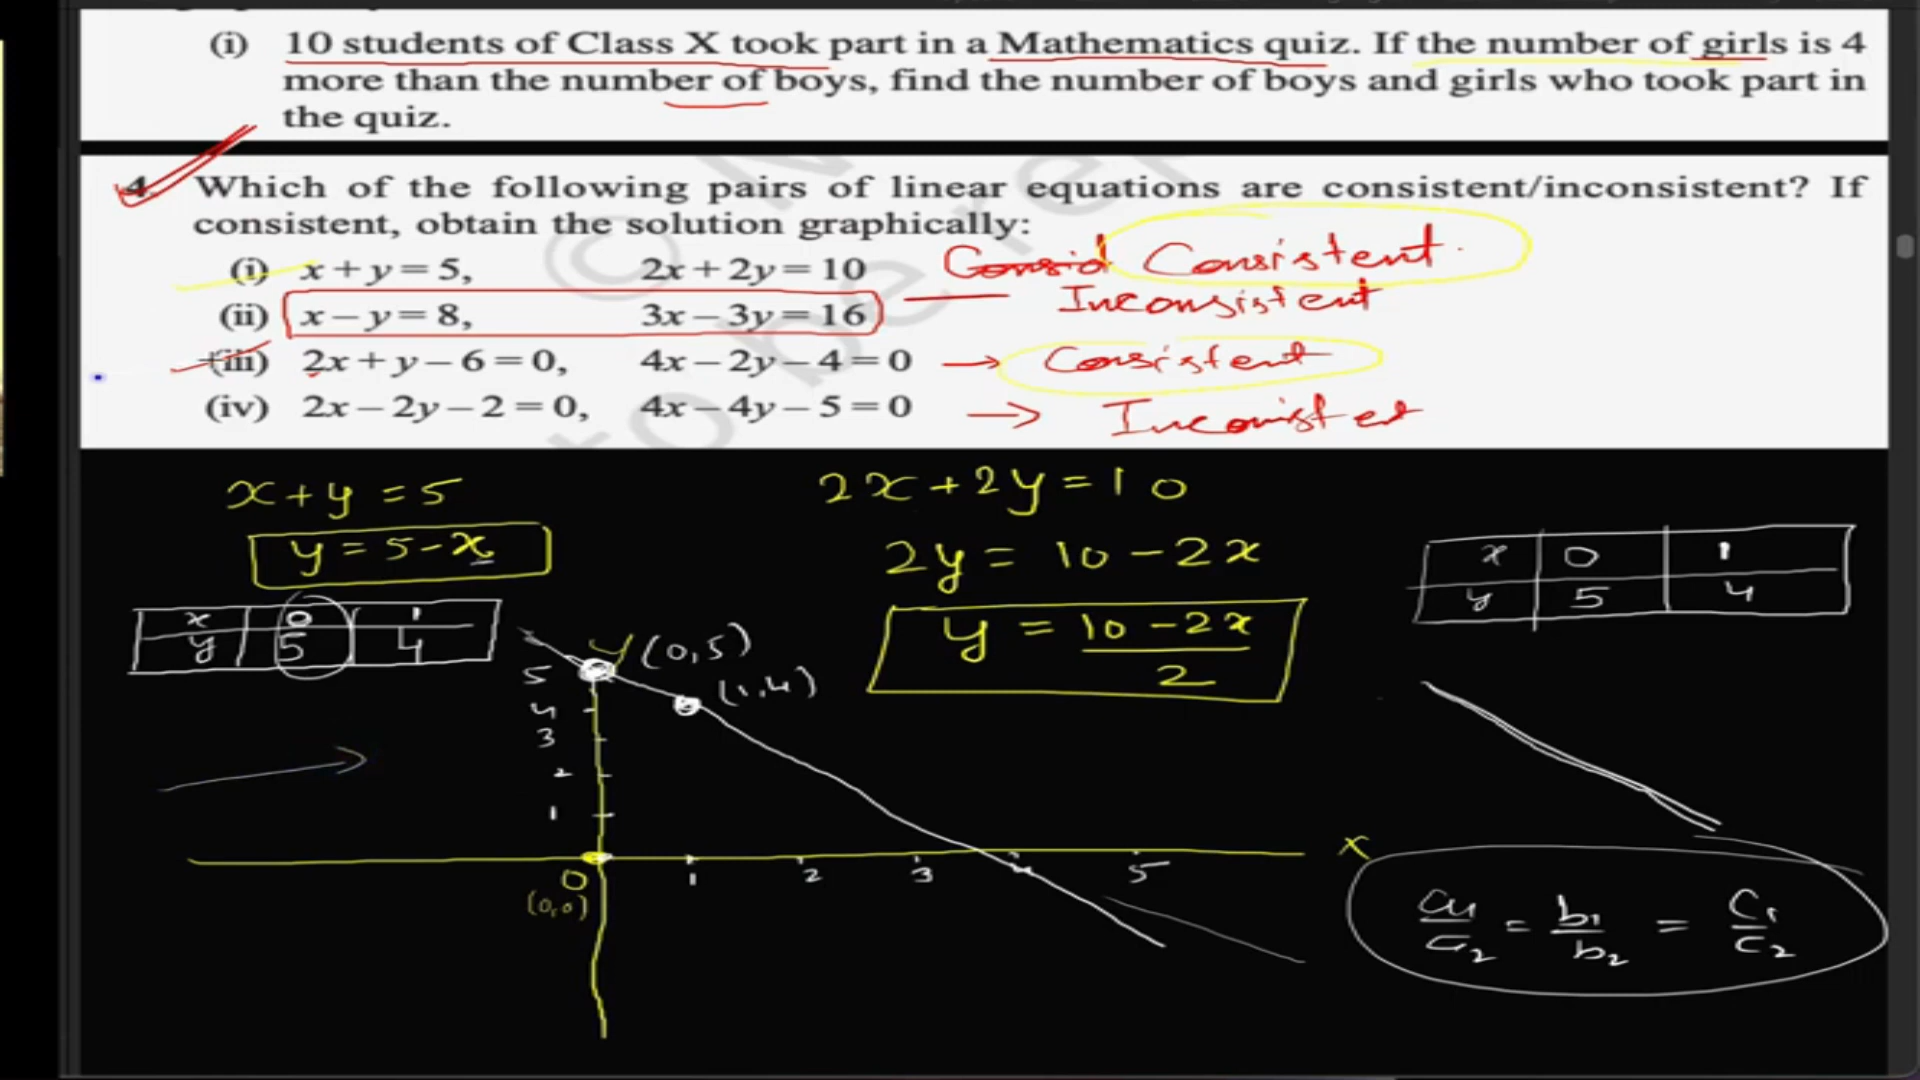 (i) 10 students of Class X took part in a Mathematics quiz. If the number of girls is 4
more than the number of boys, find the number of boys and girls who took part in
the quiz.
4. Which of the following pairs of linear equations are consistent/inconsistent? If
consistent, obtain the solution graphically:
(i) x + y = 5, 2x + 2y = 10 Consid Consistent.
(ii) x – y = 8, 3x – 3y = 16 Inconsistent
(iii) 2x + y – 6 = 0, 4x – 2y – 4 = 0 → Consistent
(iv) 2x – 2y – 2 = 0, 4x – 4y – 5 = 0 →
to be re
x + y = 5
2x + 2y = 10
y = 5 - x
2y = 10 - 2x
x 0 1
y 5 4
x 0 1
y 5 4
y = 10 - 2x / 2
Y (0,5)
(1,4)
5
4
3
2
1
X
0 1 2 3 4 5
(0,0)
a1/a2 = b1/b2 = c1/c2